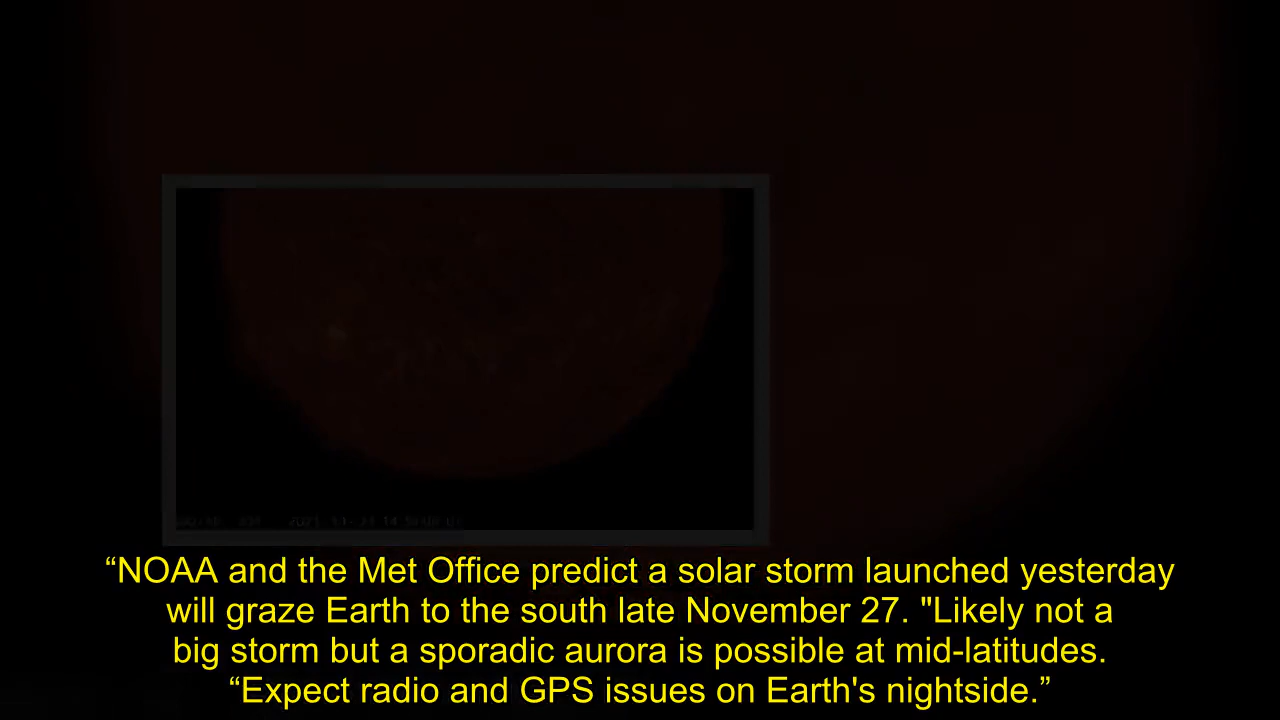 “NOAA and the Met Office predict a solar storm launched yesterday
will graze Earth to the south late November 27. "Likely not a
big storm but a sporadic aurora is possible at mid-latitudes.
“Expect radio and GPS issues on Earth's nightside.”